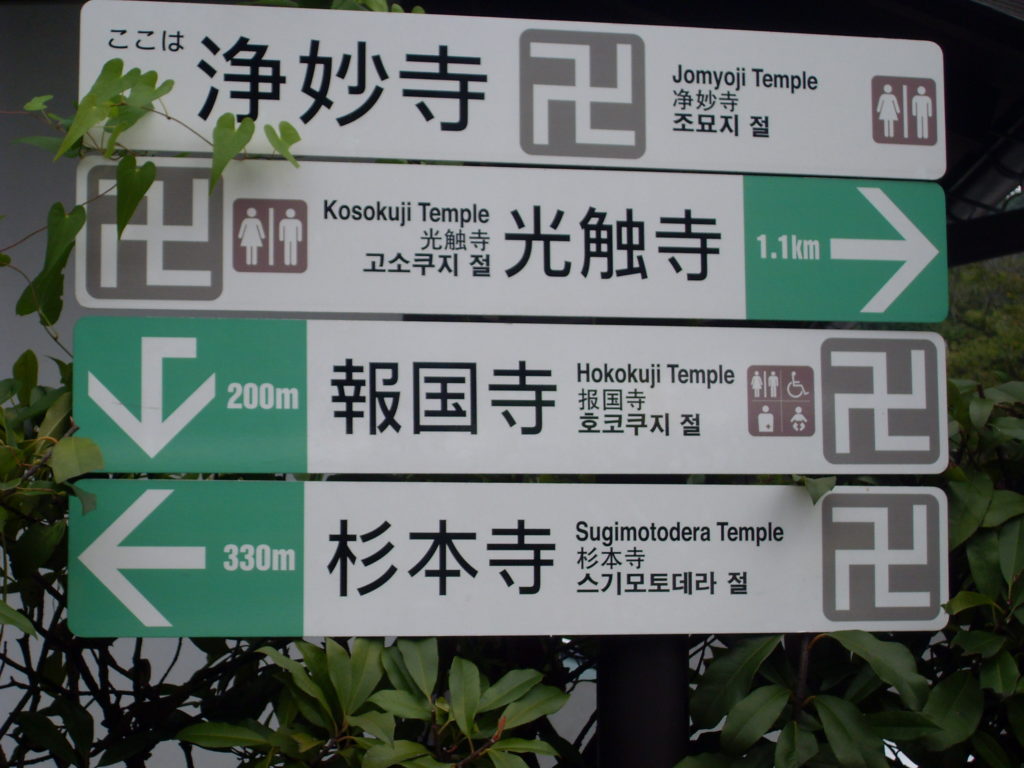 ここは
浄妙寺
Jomyoji Temple
净妙寺
조묘지 절
Kosokuji Temple
光触寺
고소쿠지 절
光触寺
1.1km
200m
報国寺
Hokokuji Temple
报国寺
호코쿠지 절
330m
杉本寺
Sugimotodera Temple
杉本寺
스기모토데라 절